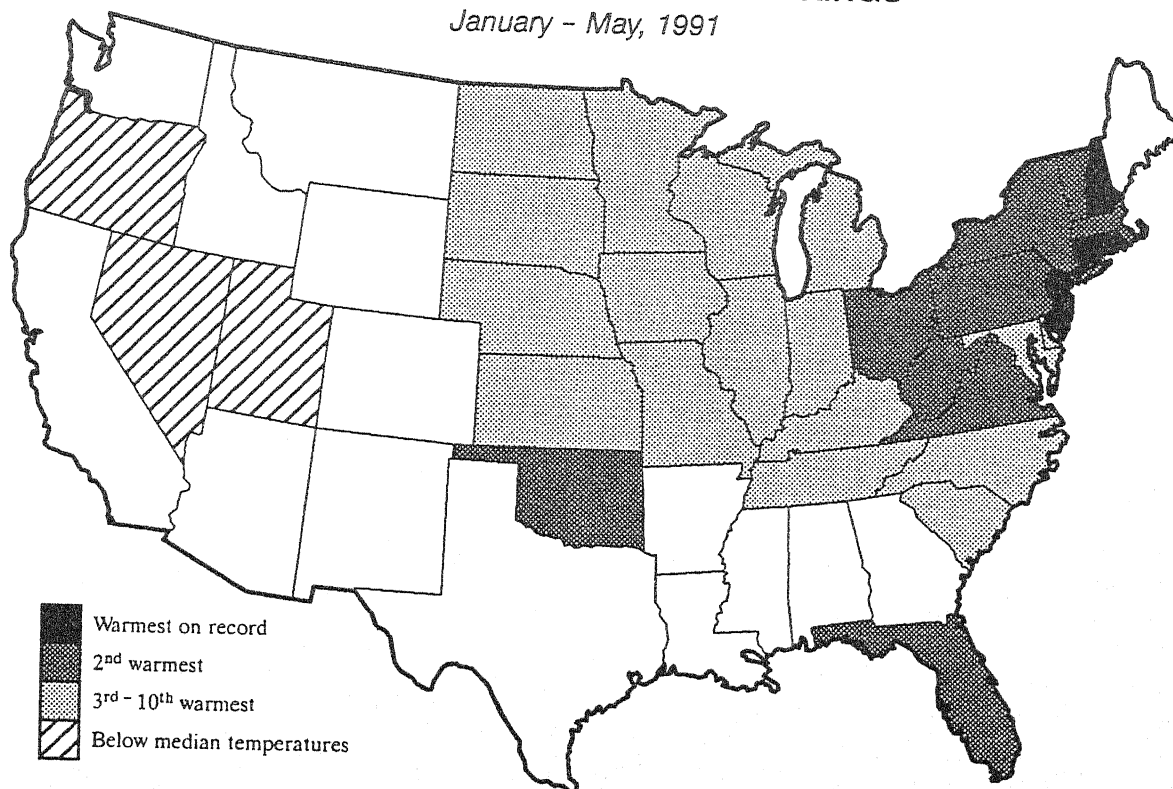 January – May, 1991
Warmest on record
2nd warmest
3rd – 10th warmest
Below median temperatures